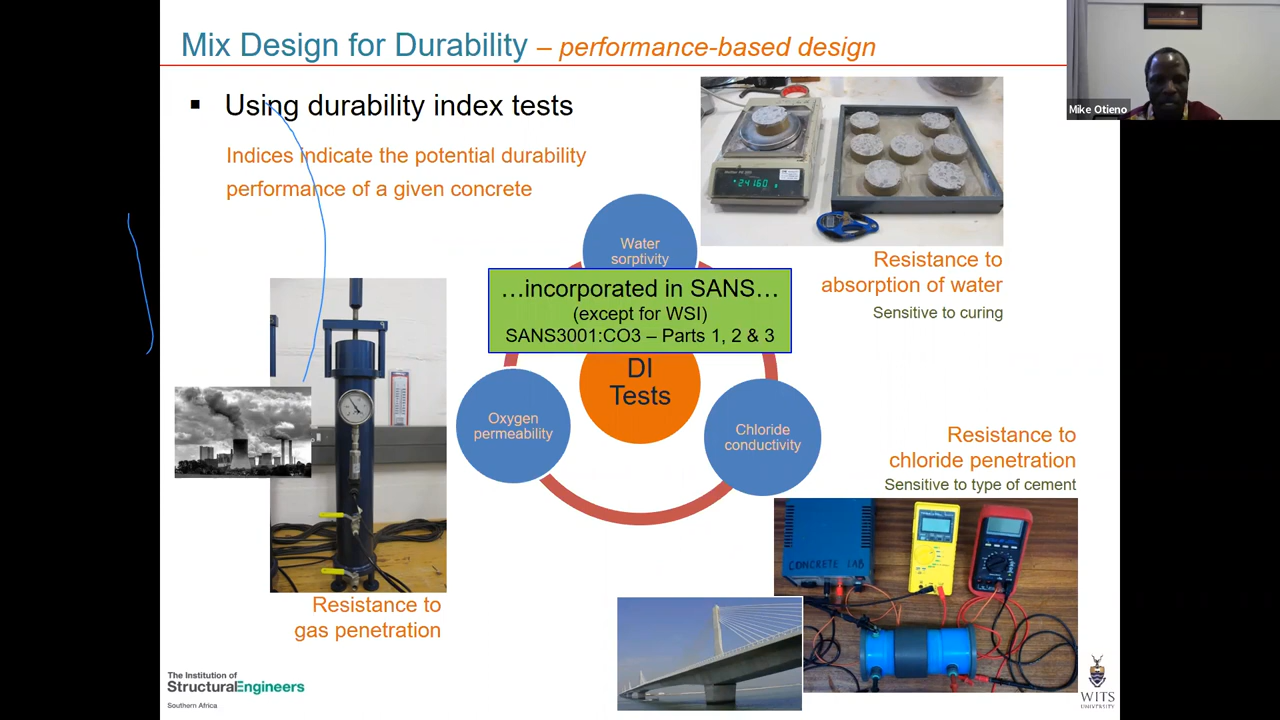 Mix Design for Durability – performance-based design
Mike Otieno
▪ Using durability index tests
Indices indicate the potential durability
performance of a given concrete
Water
sorptivity
…incorporated in SANS…
(except for WSI)
SANS3001:CO3 – Parts 1, 2 & 3
DI
Tests
Oxygen
permeability
Chloride
conductivity
Resistance to
absorption of water
Sensitive to curing
Resistance to
chloride penetration
Sensitive to type of cement
CONCRETE LAB
Resistance to
gas penetration
The Institution of
StructuralEngineers
Southern Africa
WITS
UNIVERSITY